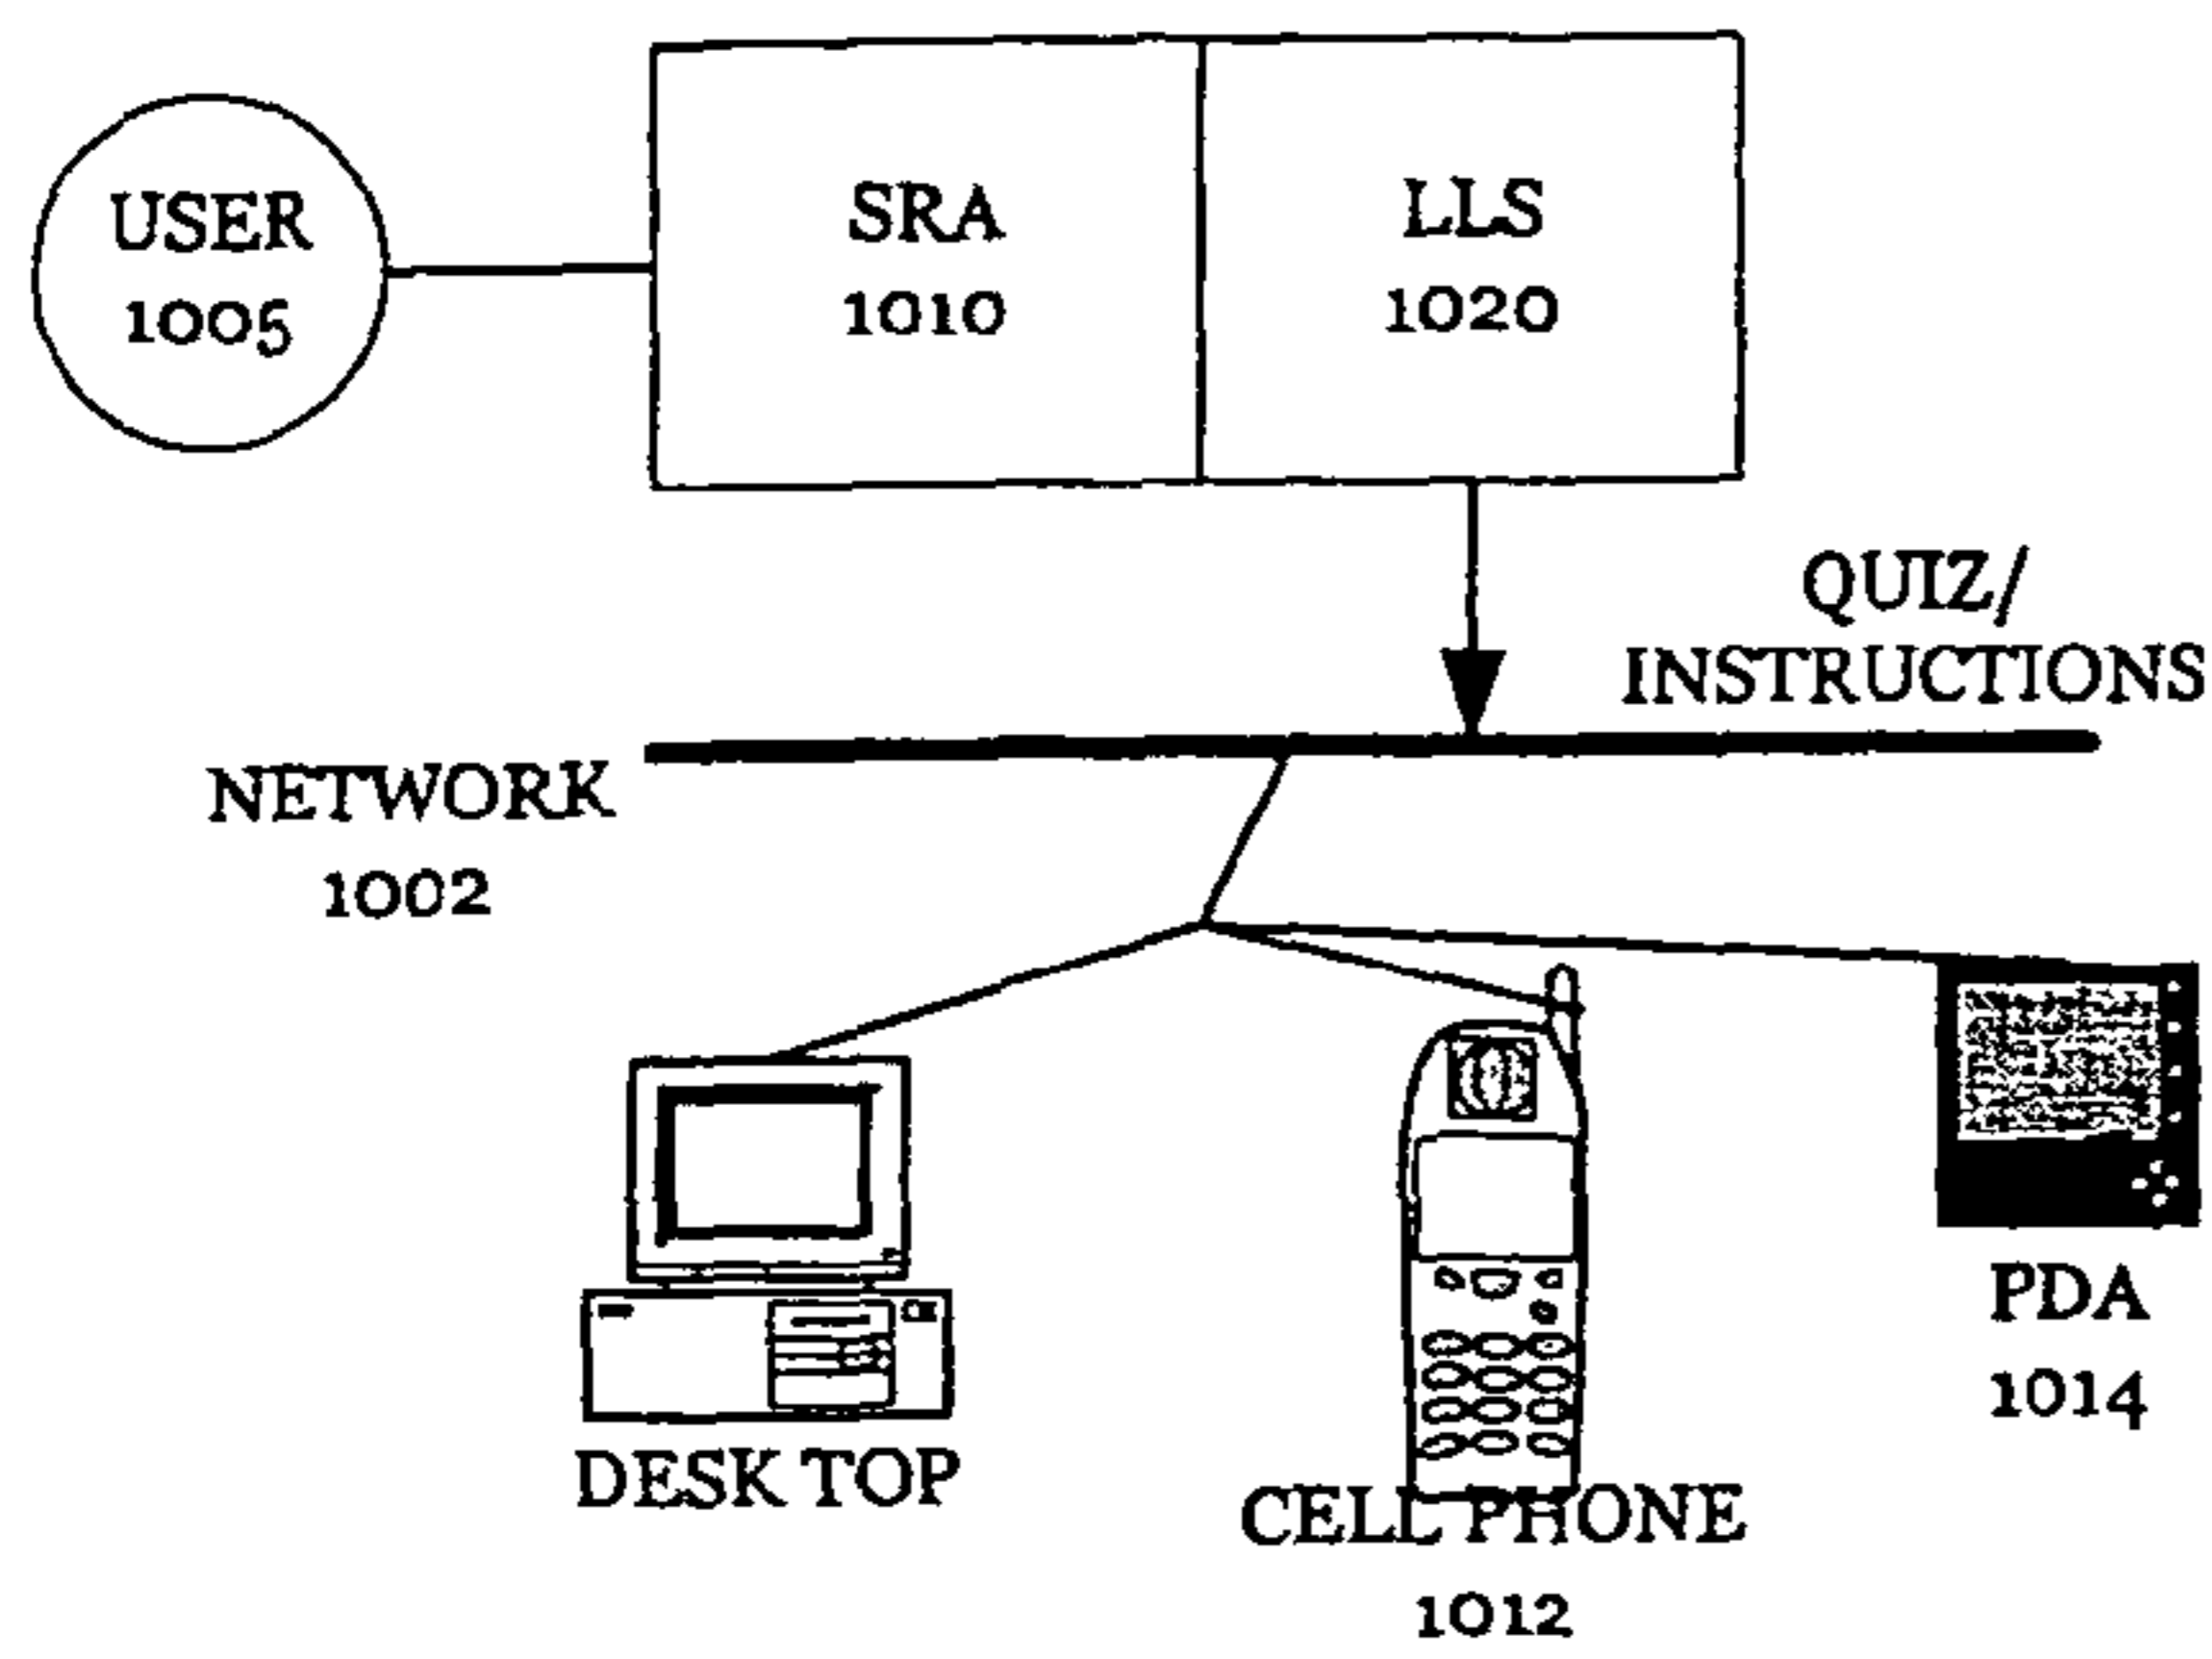 USER
1005
SRA
1010
LLS
1020
QUIZ/
INSTRUCTIONS
NETWORK
1002
DESK TOP
CELL PHONE
1012
PDA
1014